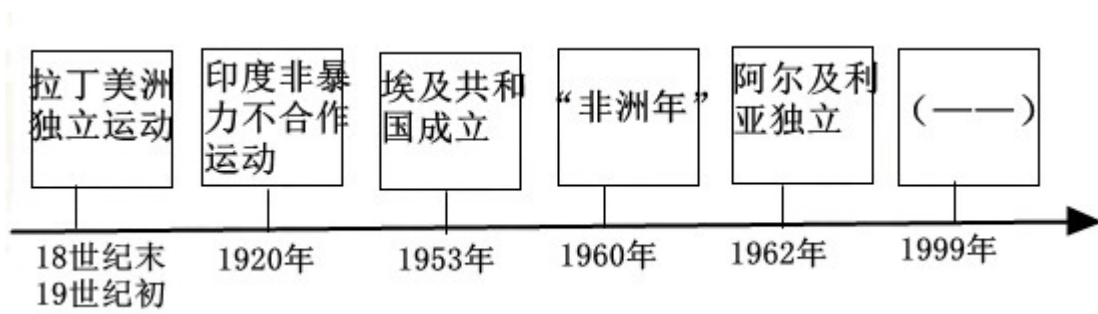 拉丁美洲
独立运动
印度非暴
力不合作
运动
埃及共和
国成立
“非洲年”
阿尔及利
亚独立
(——)
18世纪末
19世纪初
1920年
1953年
1960年
1962年
1999年